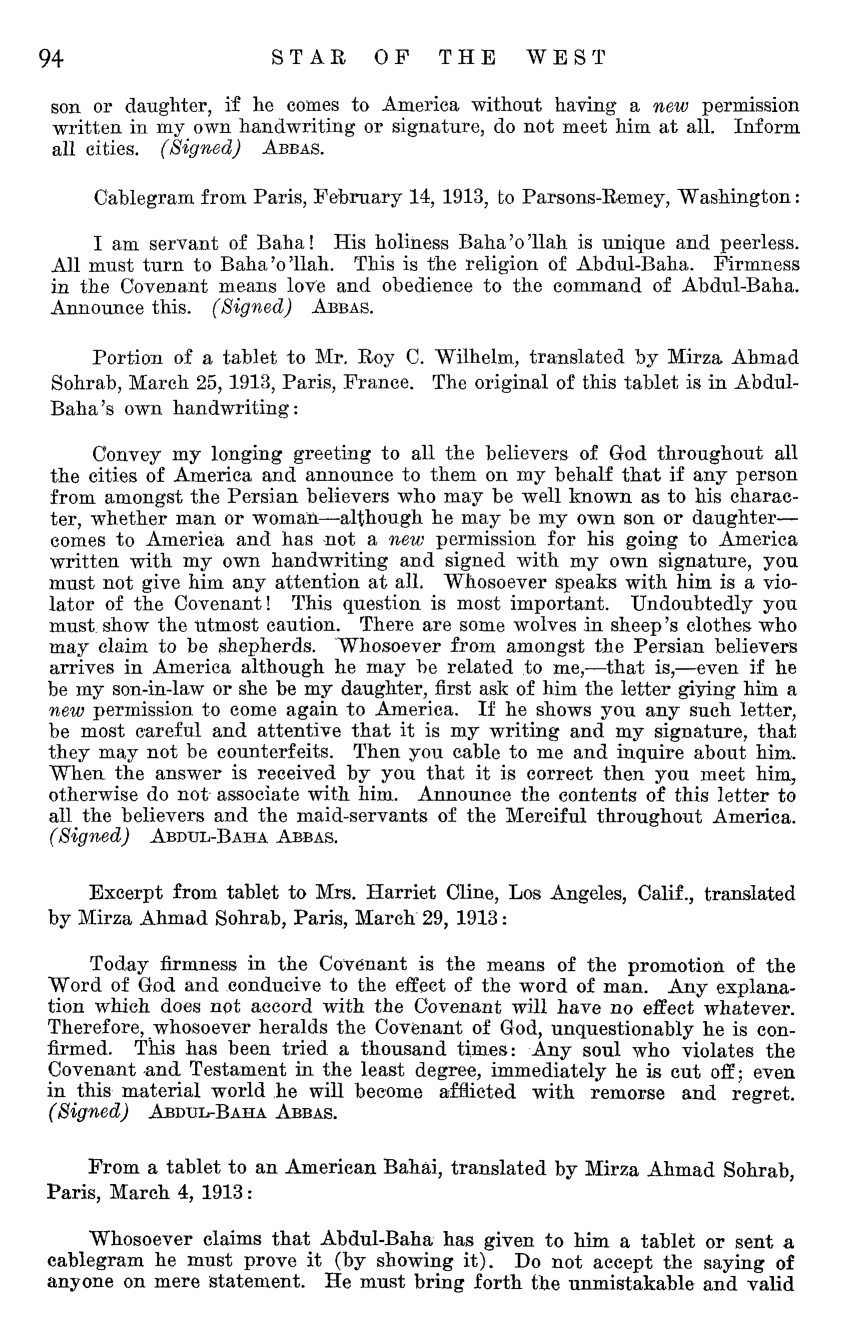 94 STAR OF THE WEST
son or daughter, if he comes to America without having a new permission
written in my own handwriting or signature, do not meet him at all. Inform
all cities. (Signed) ABBAS.
Cablegram from Paris, February 14, 1913, to Parsons-Remey, Washington:
I am servant of Baha! His holiness Baha'o'llah is unique and peerless.
All must turn to Baha'o'llah. This is the religion of Abdul-Baha. Firmness
in the Covenant means love and obedience to the command of Abdul-Baha.
Announce this. (Signed) ABBAS.
Portion of a tablet to Mr. Roy C. Wilhelm, translated by Mirza Ahmad
Sohrab, March 25, 1913, Paris, France. The original of this tablet is in Abdul-
Baha's own handwriting:
Convey my longing greeting to all the believers of God throughout all
the cities of America and announce to them on my behalf that if any person
from amongst the Persian believers who may be well known as to his charac-
ter, whether man or woman—although he may be my own son or daughter—
comes to America and has not a new permission for his going to America
written with my own handwriting and signed with my own signature, you
must not give him any attention at all. Whosoever speaks with him is a vio-
lator of the Covenant! This question is most important. Undoubtedly you
must show the utmost caution. There are some wolves in sheep's clothes who
may claim to be shepherds. Whosoever from amongst the Persian believers
arrives in America although he may be related to me,—that is,—even if he
be my son-in-law or she be my daughter, first ask of him the letter giving him a
new permission to come again to America. If he shows you any such letter,
be most careful and attentive that it is my writing and my signature, that
they may not be counterfeits. Then you cable to me and inquire about him.
When the answer is received by you that it is correct then you meet him,
otherwise do not associate with him. Announce the contents of this letter to
all the believers and the maid-servants of the Merciful throughout America.
(Signed) ABDUL-BAHA ABBAS.
Excerpt from tablet to Mrs. Harriet Cline, Los Angeles, Calif., translated
by Mirza Ahmad Sohrab, Paris, March 29, 1913:
Today firmness in the Covenant is the means of the promotion of the
Word of God and conducive to the effect of the word of man. Any explana-
tion which does not accord with the Covenant will have no effect whatever.
Therefore, whosoever heralds the Covenant of God, unquestionably he is con-
firmed. This has been tried a thousand times: Any soul who violates the
Covenant and Testament in the least degree, immediately he is cut off; even
in this material world he will become afflicted with remorse and regret.
(Signed) ABDUL-BAHA ABBAS.
From a tablet to an American Bahai, translated by Mirza Ahmad Sohrab,
Paris, March 4, 1913:
Whosoever claims that Abdul-Baha has given to him a tablet or sent a
cablegram he must prove it (by showing it). Do not accept the saying of
anyone on mere statement. He must bring forth the unmistakable and valid